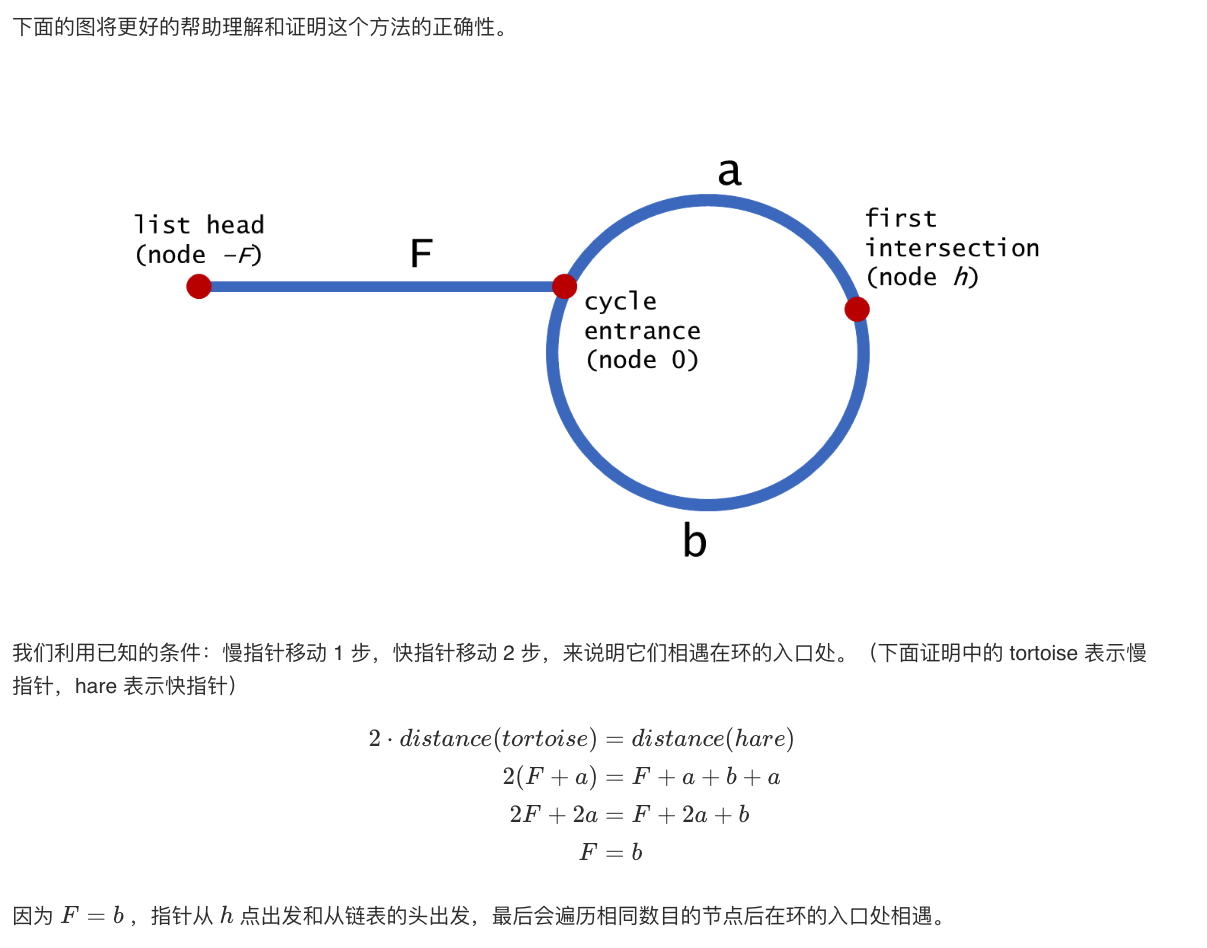 下面的图将更好的帮助理解和证明这个方法的正确性。
a
list head
(node −F)
F
first
intersection
(node h)
cycle
entrance
(node 0)
b
我们利用已知的条件：慢指针移动 1 步，快指针移动 2 步，来说明它们相遇在环的入口处。（下面证明中的 tortoise 表示慢
指针，hare 表示快指针）
2 · distance(tortoise) = distance(hare)
2(F + a) = F + a + b + a
2F + 2a = F + 2a + b
F = b
因为 F = b ，指针从 h 点出发和从链表的头出发，最后会遍历相同数目的节点后在环的入口处相遇。